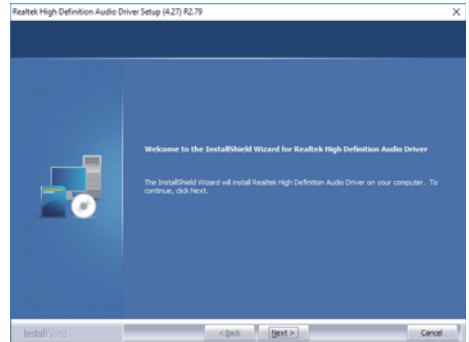 Realtek High Definition Audio Driver Setup (4.27) R2.79
Welcome to the InstallShield Wizard for Realtek High Definition Audio Driver
The InstallShield Wizard will install Realtek High Definition Audio Driver on your computer. To
continue, click Next.
InstallShield
< Back
Next >
Cancel